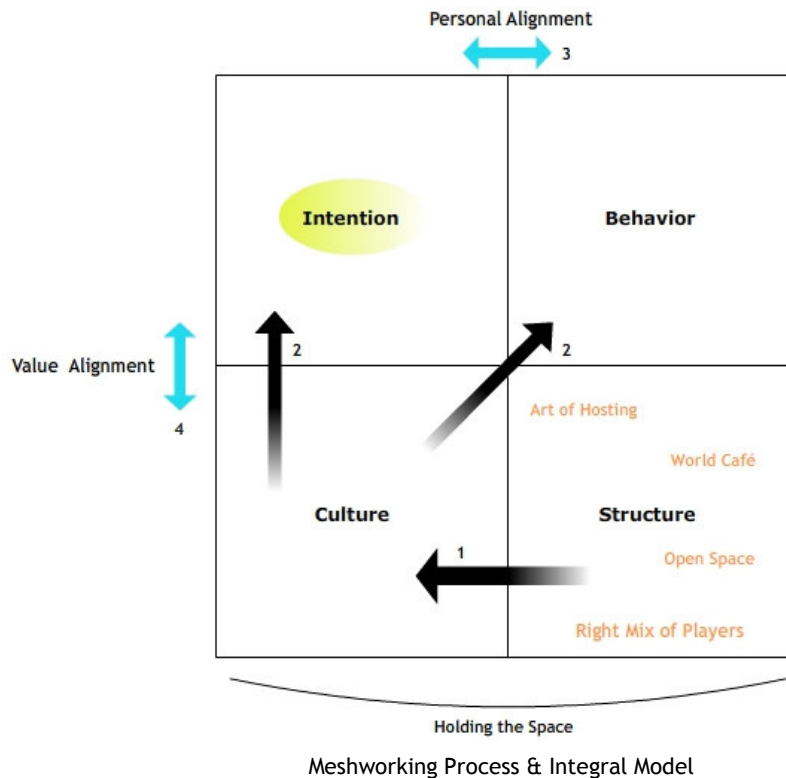 Personal Alignment
3
Intention
Behavior
2
2
Value Alignment
4
Art of Hosting
World Café
Culture
Structure
1
Open Space
Right Mix of Players
Holding the Space
Meshworking Process & Integral Model